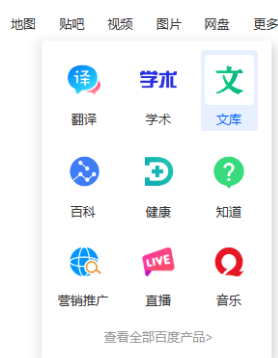 地图 贴吧 视频 图片 网盘 更多
译 学术 文
翻译 学术 文库
百科 健康 知道
LIVE
营销推广 直播 音乐
查看全部百度产品>